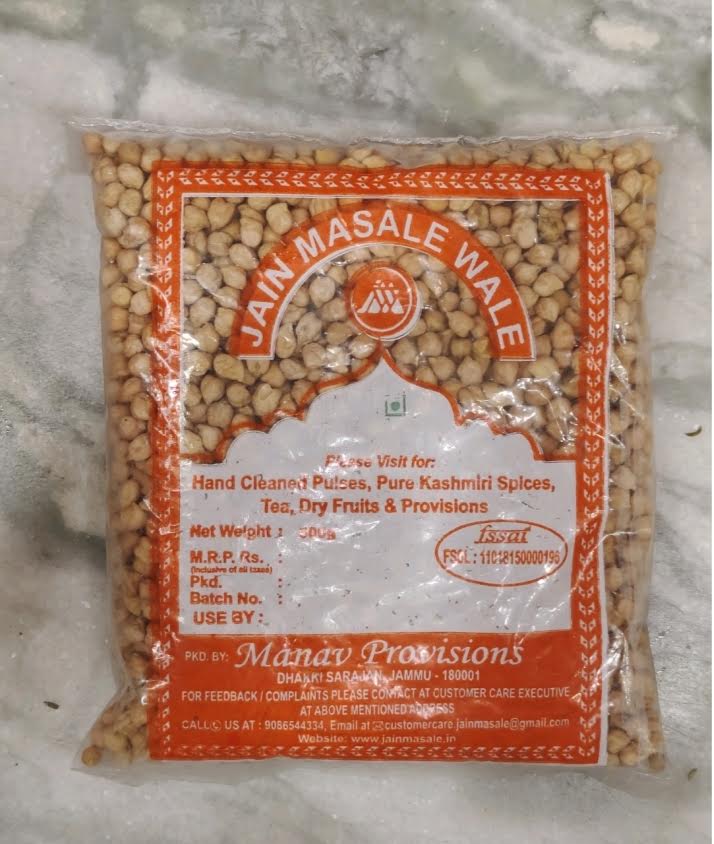 JAIN MASALE WALE
Please Visit for:
Hand Cleaned Pulses, Pure Kashmiri Spices,
Tea, Dry Fruits & Provisions
Net Weight : 500g
fssai
FSOL : 11018150000196
M.R.P. Rs. :
(Inclusive of all taxes)
Pkd. :
Batch No. :
USE BY :
PKD. BY: Manav Provisions
DHAKKI SARAJAN, JAMMU - 180001
FOR FEEDBACK / COMPLAINTS PLEASE CONTACT AT CUSTOMER CARE EXECUTIVE
AT ABOVE MENTIONED ADDRESS
CALL US AT : 9086544334, Email at customercare.jainmasale@gmail.com
Website: www.jainmasale.in